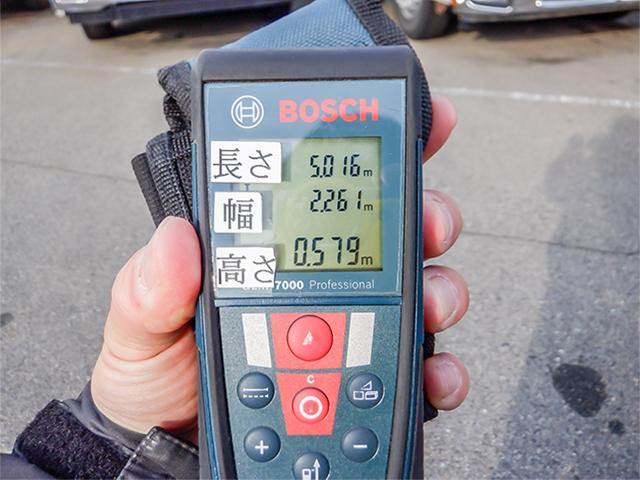 BOSCH
長さ 5.016m
幅 2.261m
高さ 0.579m
7000 Professional
C
+
−